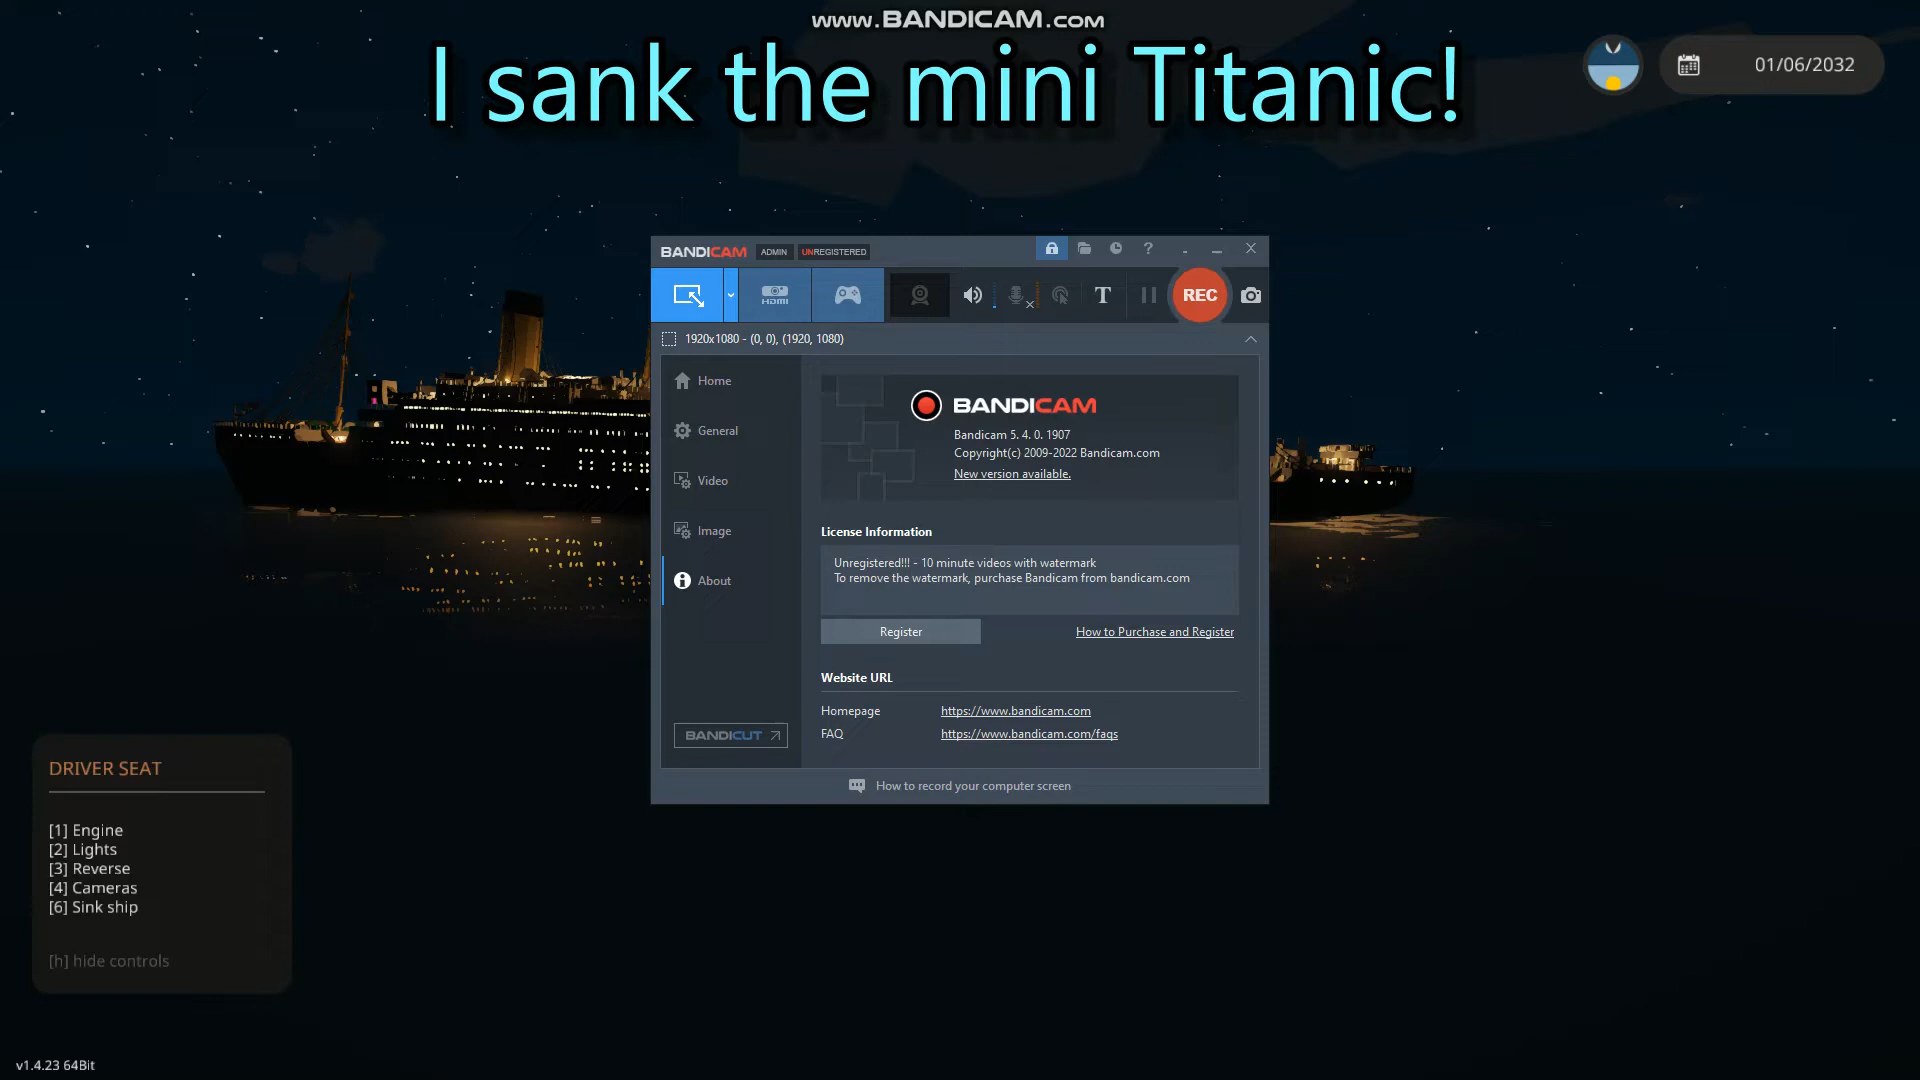 www.BANDICAM.com
I sank the mini Titanic!
01/06/2032
BANDICAM ADMIN UNREGISTERED
?
HDMI
T
REC
1920x1080 - (0, 0), (1920, 1080)
Home
General
Video
Image
About
BANDICUT
BANDICAM
Bandicam 5. 4. 0. 1907
Copyright(c) 2009-2022 Bandicam.com
New version available.
License Information
Unregistered!!! - 10 minute videos with watermark
To remove the watermark, purchase Bandicam from bandicam.com
Register
How to Purchase and Register
Website URL
Homepage https://www.bandicam.com
FAQ https://www.bandicam.com/faqs
How to record your computer screen
DRIVER SEAT
[1] Engine
[2] Lights
[3] Reverse
[4] Cameras
[6] Sink ship
[h] hide controls
v1.4.23 64Bit